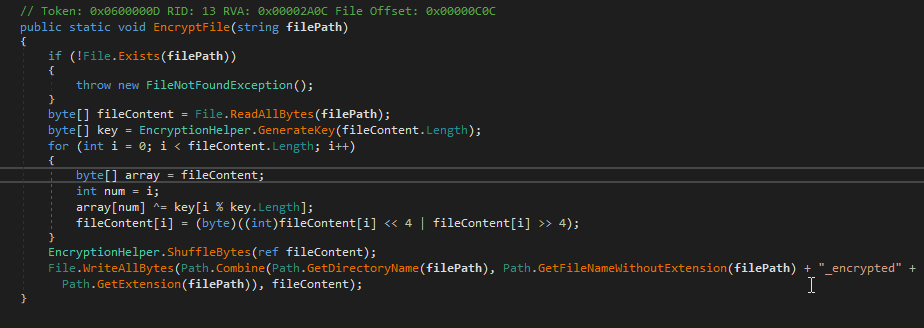 // Token: 0x0600000D RID: 13 RVA: 0x00002A0C File Offset: 0x00000C0C
public static void EncryptFile(string filePath)
{
if (!File.Exists(filePath))
{
throw new FileNotFoundException();
}
byte[] fileContent = File.ReadAllBytes(filePath);
byte[] key = EncryptionHelper.GenerateKey(fileContent.Length);
for (int i = 0; i < fileContent.Length; i++)
{
byte[] array = fileContent;
int num = i;
array[num] ^= key[i % key.Length];
fileContent[i] = (byte)((int)fileContent[i] << 4 | fileContent[i] >> 4);
}
EncryptionHelper.ShuffleBytes(ref fileContent);
File.WriteAllBytes(Path.Combine(Path.GetDirectoryName(filePath), Path.GetFileNameWithoutExtension(filePath) + "_encrypted" +
Path.GetExtension(filePath)), fileContent);
}